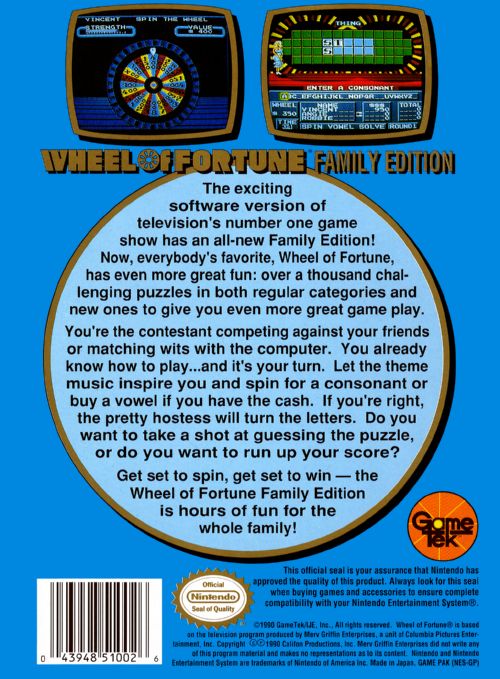 VINCENT SPIN THE WHEEL
STRENGTH VALUE
$ 400
THING
ENTER A CONSONANT
WHEEL NAME $$$ TOTAL
$ 350 VINCENT 950
ANGIE
TIME
SPIN VOWEL SOLVE ROUND1
WHEEL OF FORTUNE FAMILY EDITION
The exciting
software version of
television's number one game
show has an all-new Family Edition!
Now, everybody's favorite, Wheel of Fortune,
has even more great fun: over a thousand chal-
lenging puzzles in both regular categories and
new ones to give you even more great game play.
You're the contestant competing against your friends
or matching wits with the computer. You already
know how to play...and it's your turn. Let the theme
music inspire you and spin for a consonant or
buy a vowel if you have the cash. If you're right,
the pretty hostess will turn the letters. Do you
want to take a shot at guessing the puzzle,
or do you want to run up your score?
Get set to spin, get set to win — the
Wheel of Fortune Family Edition
is hours of fun for the
whole family!
Game
Tek
This official seal is your assurance that Nintendo has
approved the quality of this product. Always look for this seal
when buying games and accessories to ensure complete
compatibility with your Nintendo Entertainment System®.
Official
Nintendo
Seal of Quality
©1990 GameTek/IJE, Inc., All rights reserved. Wheel of Fortune® is based
on the television program produced by Merv Griffin Enterprises, a unit of Columbia Pictures Enter-
tainment, Inc. Copyright ©1990 Califon Productions, Inc. Merv Griffin Enterprises did not write any
of this program material and makes no representations as to its content. Nintendo and Nintendo
Entertainment System are trademarks of Nintendo of America Inc. Made in Japan. GAME PAK (NES-GP)
0 43948 51002 6